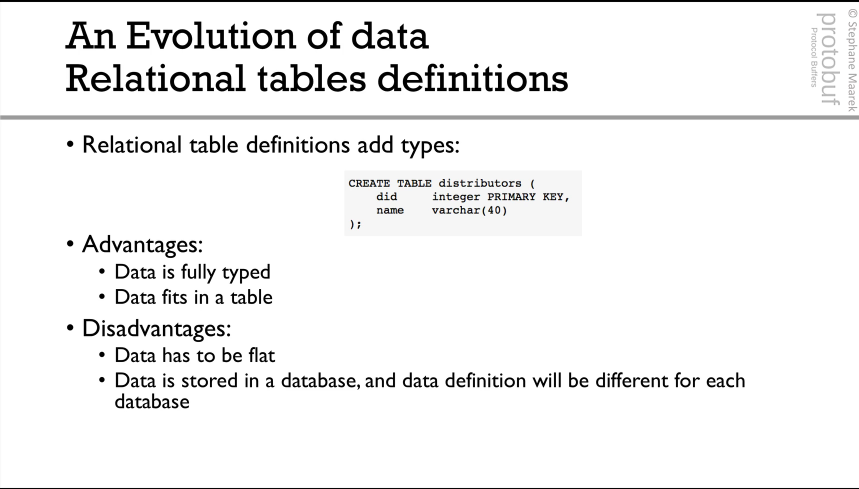 An Evolution of data
Relational tables definitions
© Stephane Maarek
protobuf
Protocol Buffers
• Relational table definitions add types:
CREATE TABLE distributors (
    did     integer PRIMARY KEY,
    name    varchar(40)
);
• Advantages:
• Data is fully typed
• Data fits in a table
• Disadvantages:
• Data has to be flat
• Data is stored in a database, and data definition will be different for each
database